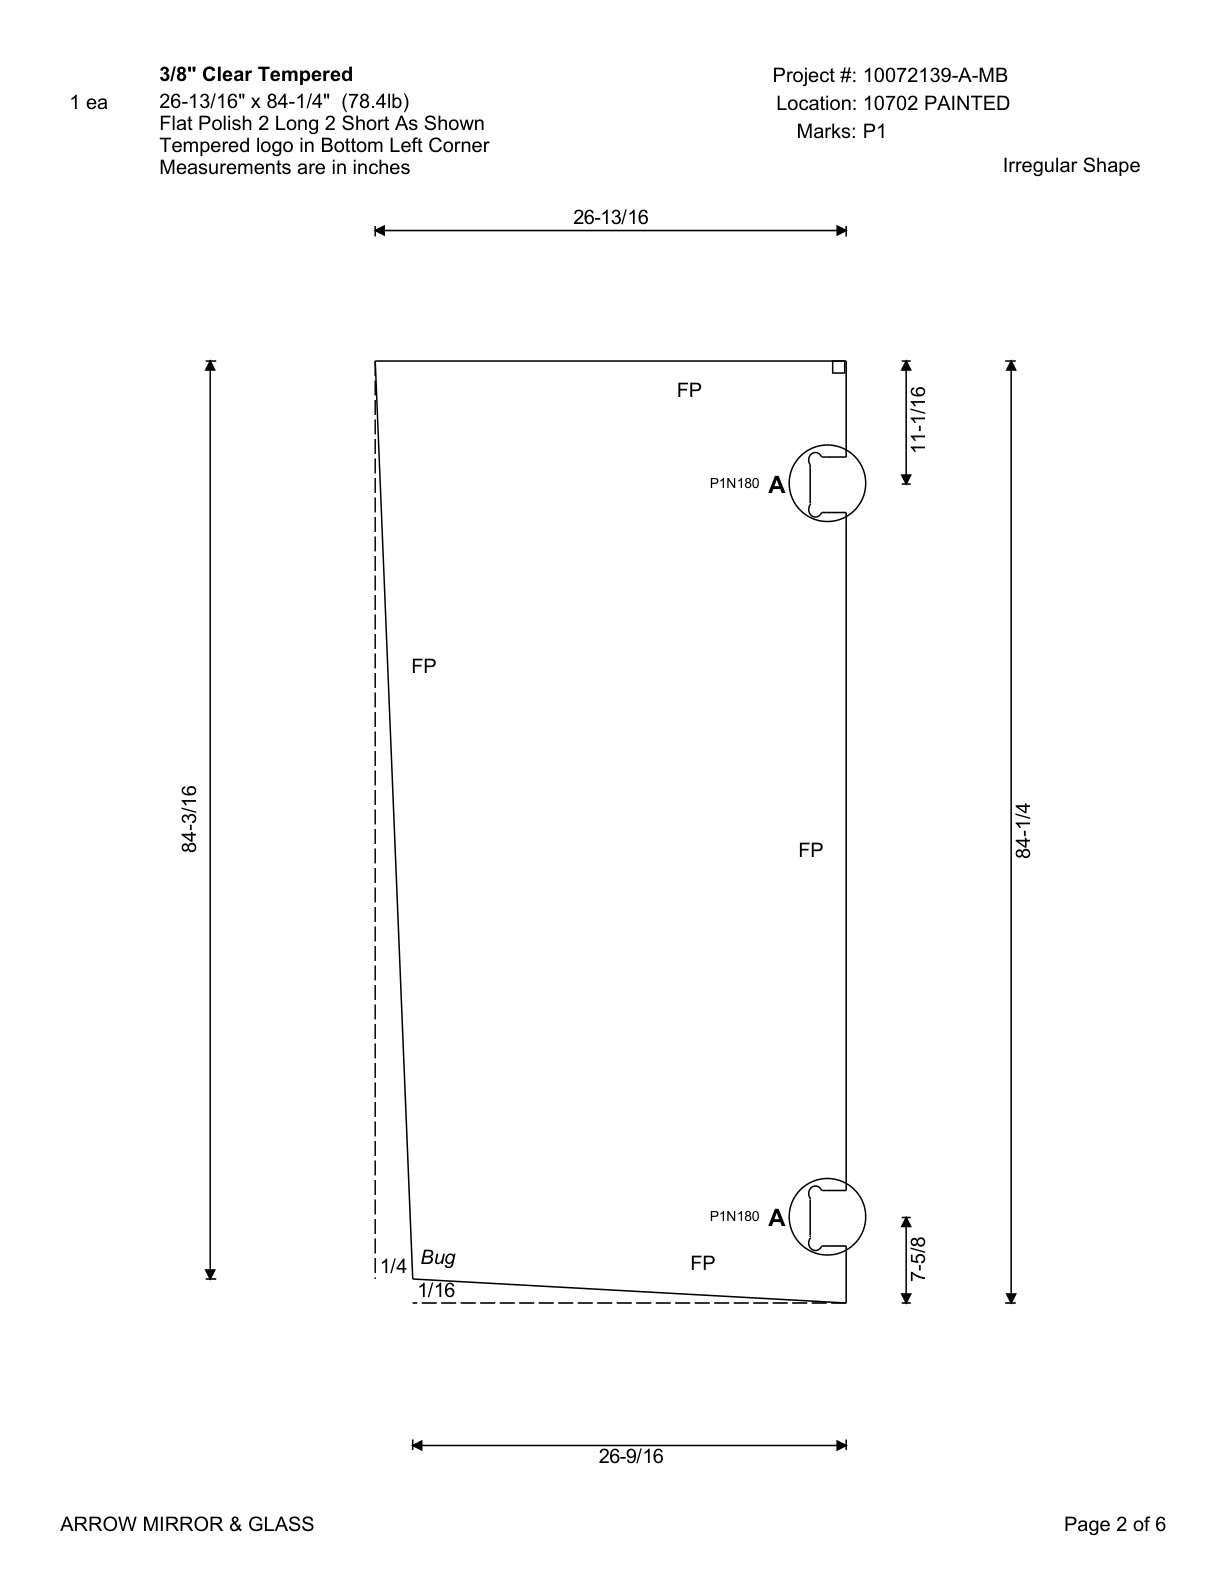 3/8" Clear Tempered
1 ea
26-13/16" x 84-1/4" (78.4lb)
Flat Polish 2 Long 2 Short As Shown
Tempered logo in Bottom Left Corner
Measurements are in inches
Project #: 10072139-A-MB
Location: 10702 PAINTED
Marks: P1
Irregular Shape
26-13/16
FP
11-1/16
P1N180 A
FP
84-3/16
FP
84-1/4
P1N180 A
7-5/8
FP
Bug
1/4
1/16
26-9/16
ARROW MIRROR & GLASS
Page 2 of 6